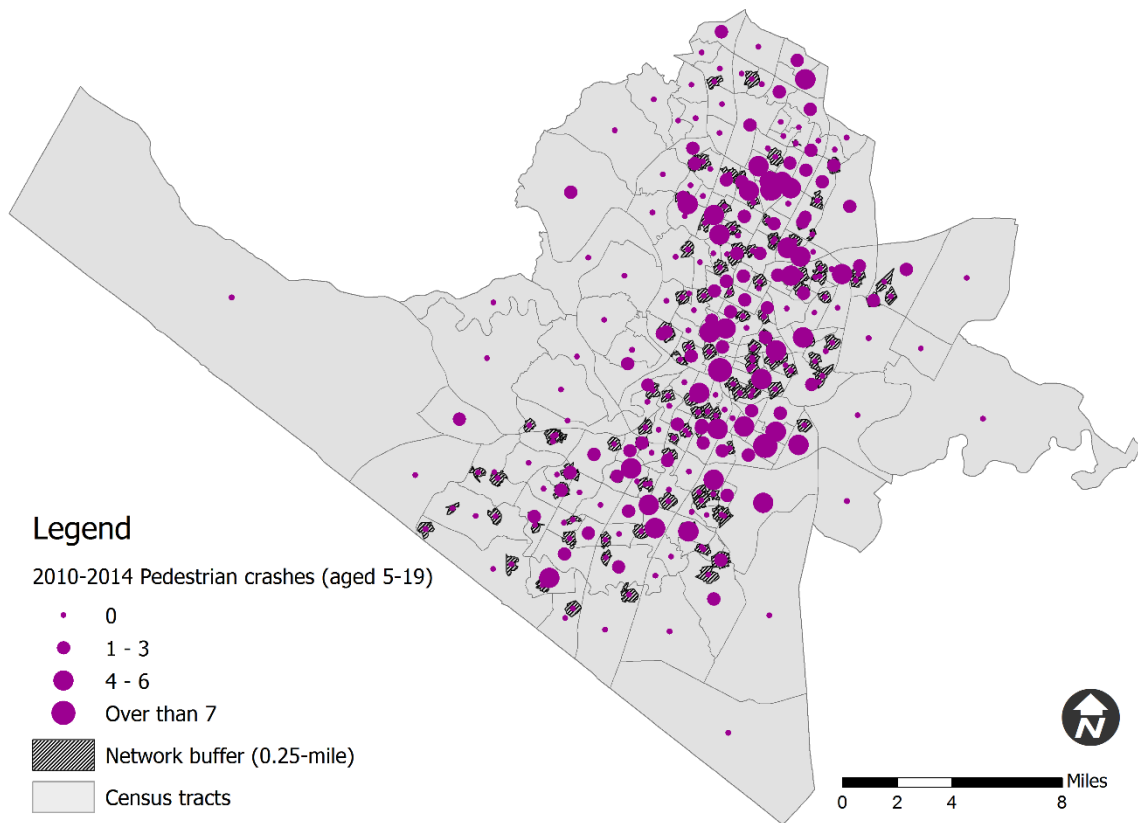 Legend
2010-2014 Pedestrian crashes (aged 5-19)
0
1 - 3
4 - 6
Over than 7
Network buffer (0.25-mile)
Census tracts
N
Miles
0 2 4 8